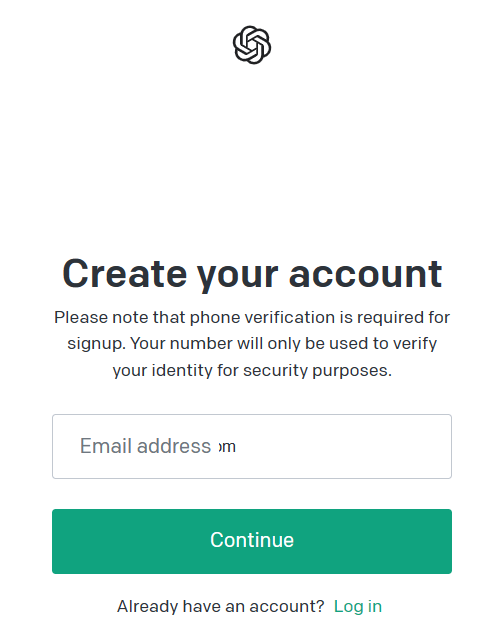 Create your account
Please note that phone verification is required for
signup. Your number will only be used to verify
your identity for security purposes.
Email address om
Continue
Already have an account? Log in